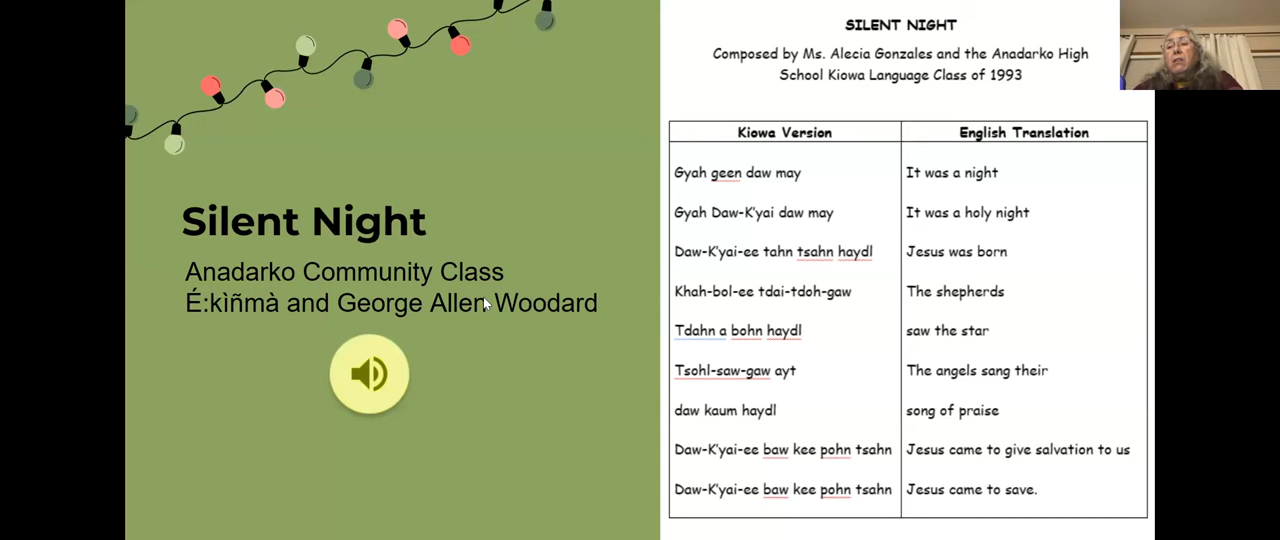 Silent Night
Anadarko Community Class
É:kìñmà and George Allen Woodard
SILENT NIGHT
Composed by Ms. Alecia Gonzales and the Anadarko High
School Kiowa Language Class of 1993
Kiowa Version English Translation
Gyah geen daw may It was a night
Gyah Daw-K'yai daw may It was a holy night
Daw-K'yai-ee tahn tsahn haydl Jesus was born
Khah-bol-ee tdai-tdoh-gaw The shepherds
Tdahn a bohn haydl saw the star
Tsohl-saw-gaw ayt The angels sang their
daw kaum haydl song of praise
Daw-K'yai-ee baw kee pohn tsahn Jesus came to give salvation to us
Daw-K'yai-ee baw kee pohn tsahn Jesus came to save.